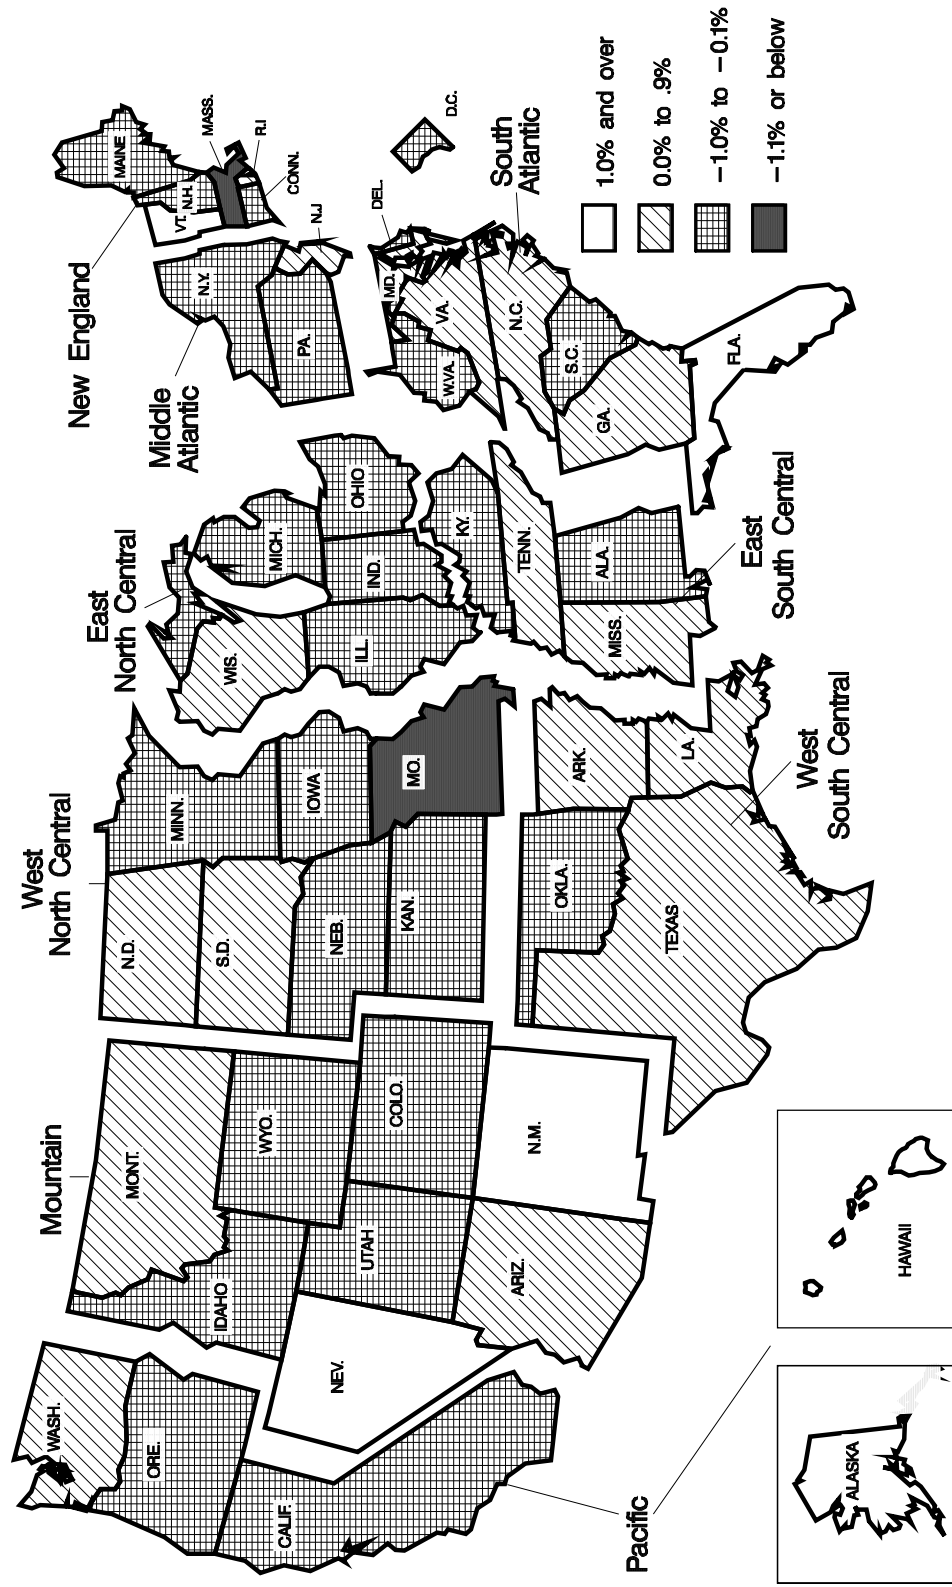 Pacific
Mountain
West
North Central
East
North Central
Middle
Atlantic
New England
South
Atlantic
East
South Central
West
South Central
WASH.
ORE.
CALIF.
NEV.
IDAHO
MONT.
WYO.
UTAH
COLO.
ARIZ.
N.M.
N.D.
S.D.
NEB.
KAN.
MINN.
IOWA
MO.
OKLA.
TEXAS
ARK.
LA.
WIS.
MICH.
ILL.
IND.
OHIO
KY.
TENN.
MISS.
ALA.
GA.
FLA.
S.C.
N.C.
VA.
W.VA.
MD.
DEL.
D.C.
PA.
N.Y.
N.J
CONN.
R.I
MASS.
VT.
N.H.
MAINE
ALASKA
HAWAII
1.0% and over
0.0% to .9%
−1.0% to −0.1%
−1.1% or below